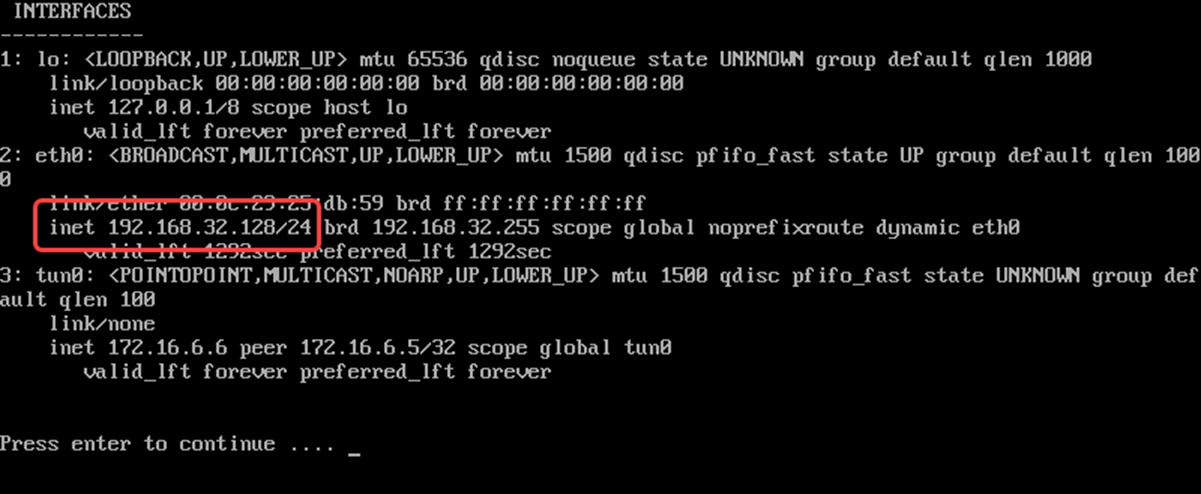 INTERFACES
------------
1: lo: <LOOPBACK,UP,LOWER_UP> mtu 65536 qdisc noqueue state UNKNOWN group default qlen 1000
link/loopback 00:00:00:00:00:00 brd 00:00:00:00:00:00
inet 127.0.0.1/8 scope host lo
valid_lft forever preferred_lft forever
2: eth0: <BROADCAST,MULTICAST,UP,LOWER_UP> mtu 1500 qdisc pfifo_fast state UP group default qlen 100
0
link/ether 00:0c:29:25:db:59 brd ff:ff:ff:ff:ff:ff
inet 192.168.32.128/24 brd 192.168.32.255 scope global noprefixroute dynamic eth0
valid_lft 1292sec preferred_lft 1292sec
3: tun0: <POINTOPOINT,MULTICAST,NOARP,UP,LOWER_UP> mtu 1500 qdisc pfifo_fast state UNKNOWN group def
ault qlen 100
link/none
inet 172.16.6.6 peer 172.16.6.5/32 scope global tun0
valid_lft forever preferred_lft forever
Press enter to continue .... _